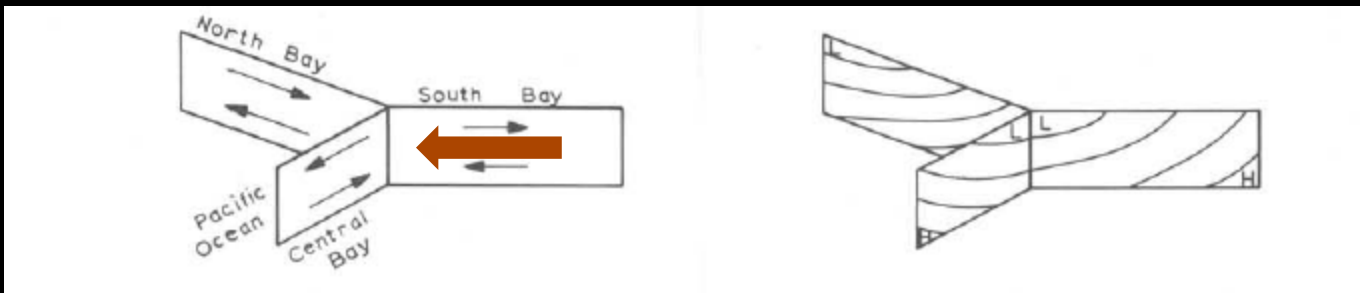 North Bay
South Bay
Pacific
Ocean
Central
Bay
L
L
L
H
H